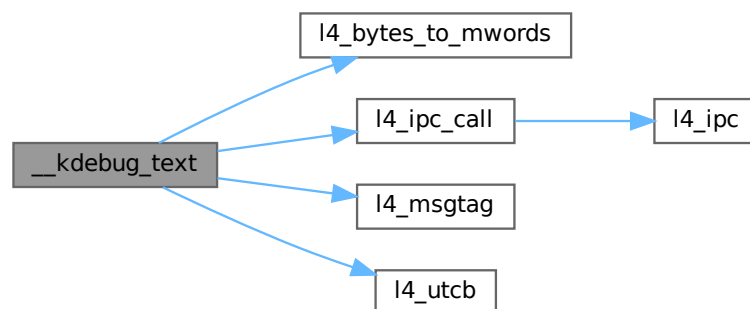 l4_bytes_to_mwords
l4_ipc_call
l4_ipc
__kdebug_text
l4_msgtag
l4_utcb